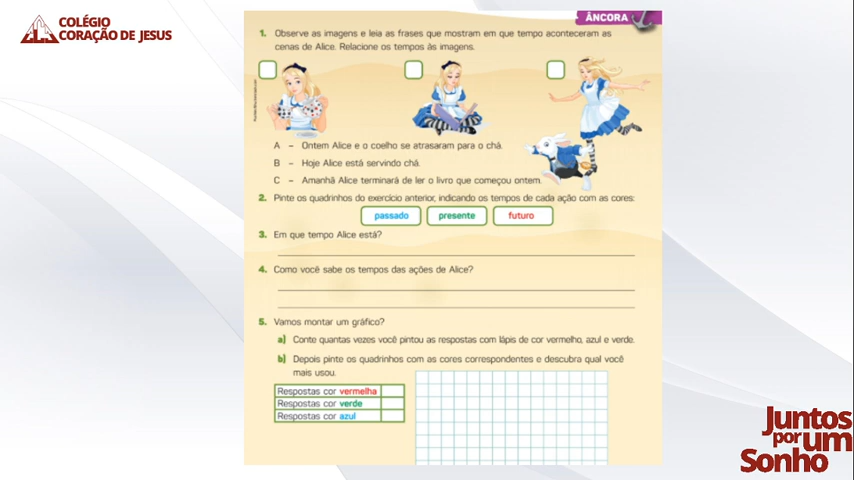 COLÉGIO
CORAÇÃO DE JESUS
ÂNCORA
1. Observe as imagens e leia as frases que mostram em que tempo aconteceram as
cenas de Alice. Relacione os tempos às imagens.
A – Ontem Alice e o coelho se atrasaram para o chá.
B – Hoje Alice está servindo chá.
C – Amanhã Alice terminará de ler o livro que começou ontem.
2. Pinte os quadrinhos do exercício anterior, indicando os tempos de cada ação com as cores:
passado presente futuro
3. Em que tempo Alice está?
4. Como você sabe os tempos das ações de Alice?
5. Vamos montar um gráfico?
a) Conte quantas vezes você pintou as respostas com lápis de cor vermelho, azul e verde.
b) Depois pinte os quadrinhos com as cores correspondentes e descubra qual você
mais usou.
Respostas cor vermelha
Respostas cor verde
Respostas cor azul
Juntos
por um
Sonho